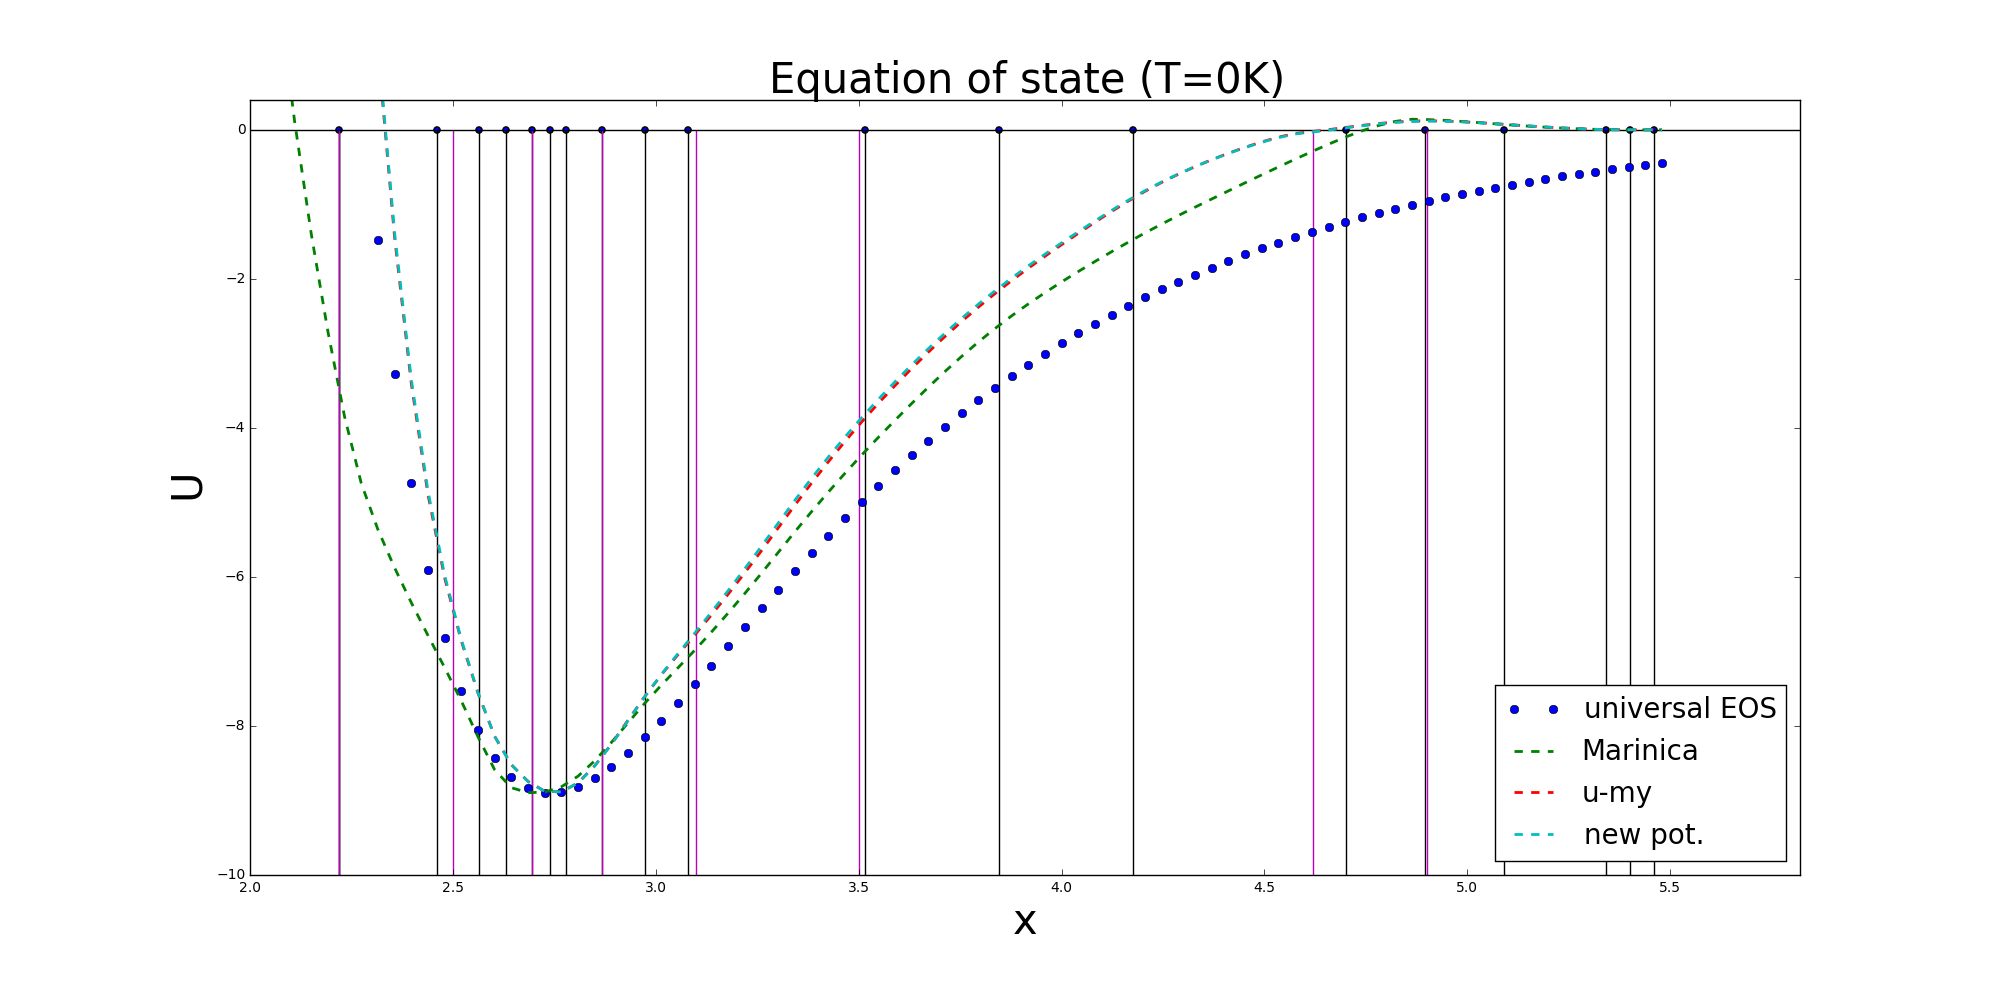 Equation of state (T=0K)
0
−2
−4
−6
−8
−10
U
2.0 2.5 3.0 3.5 4.0 4.5 5.0 5.5
x
universal EOS
Marinica
u-my
new pot.